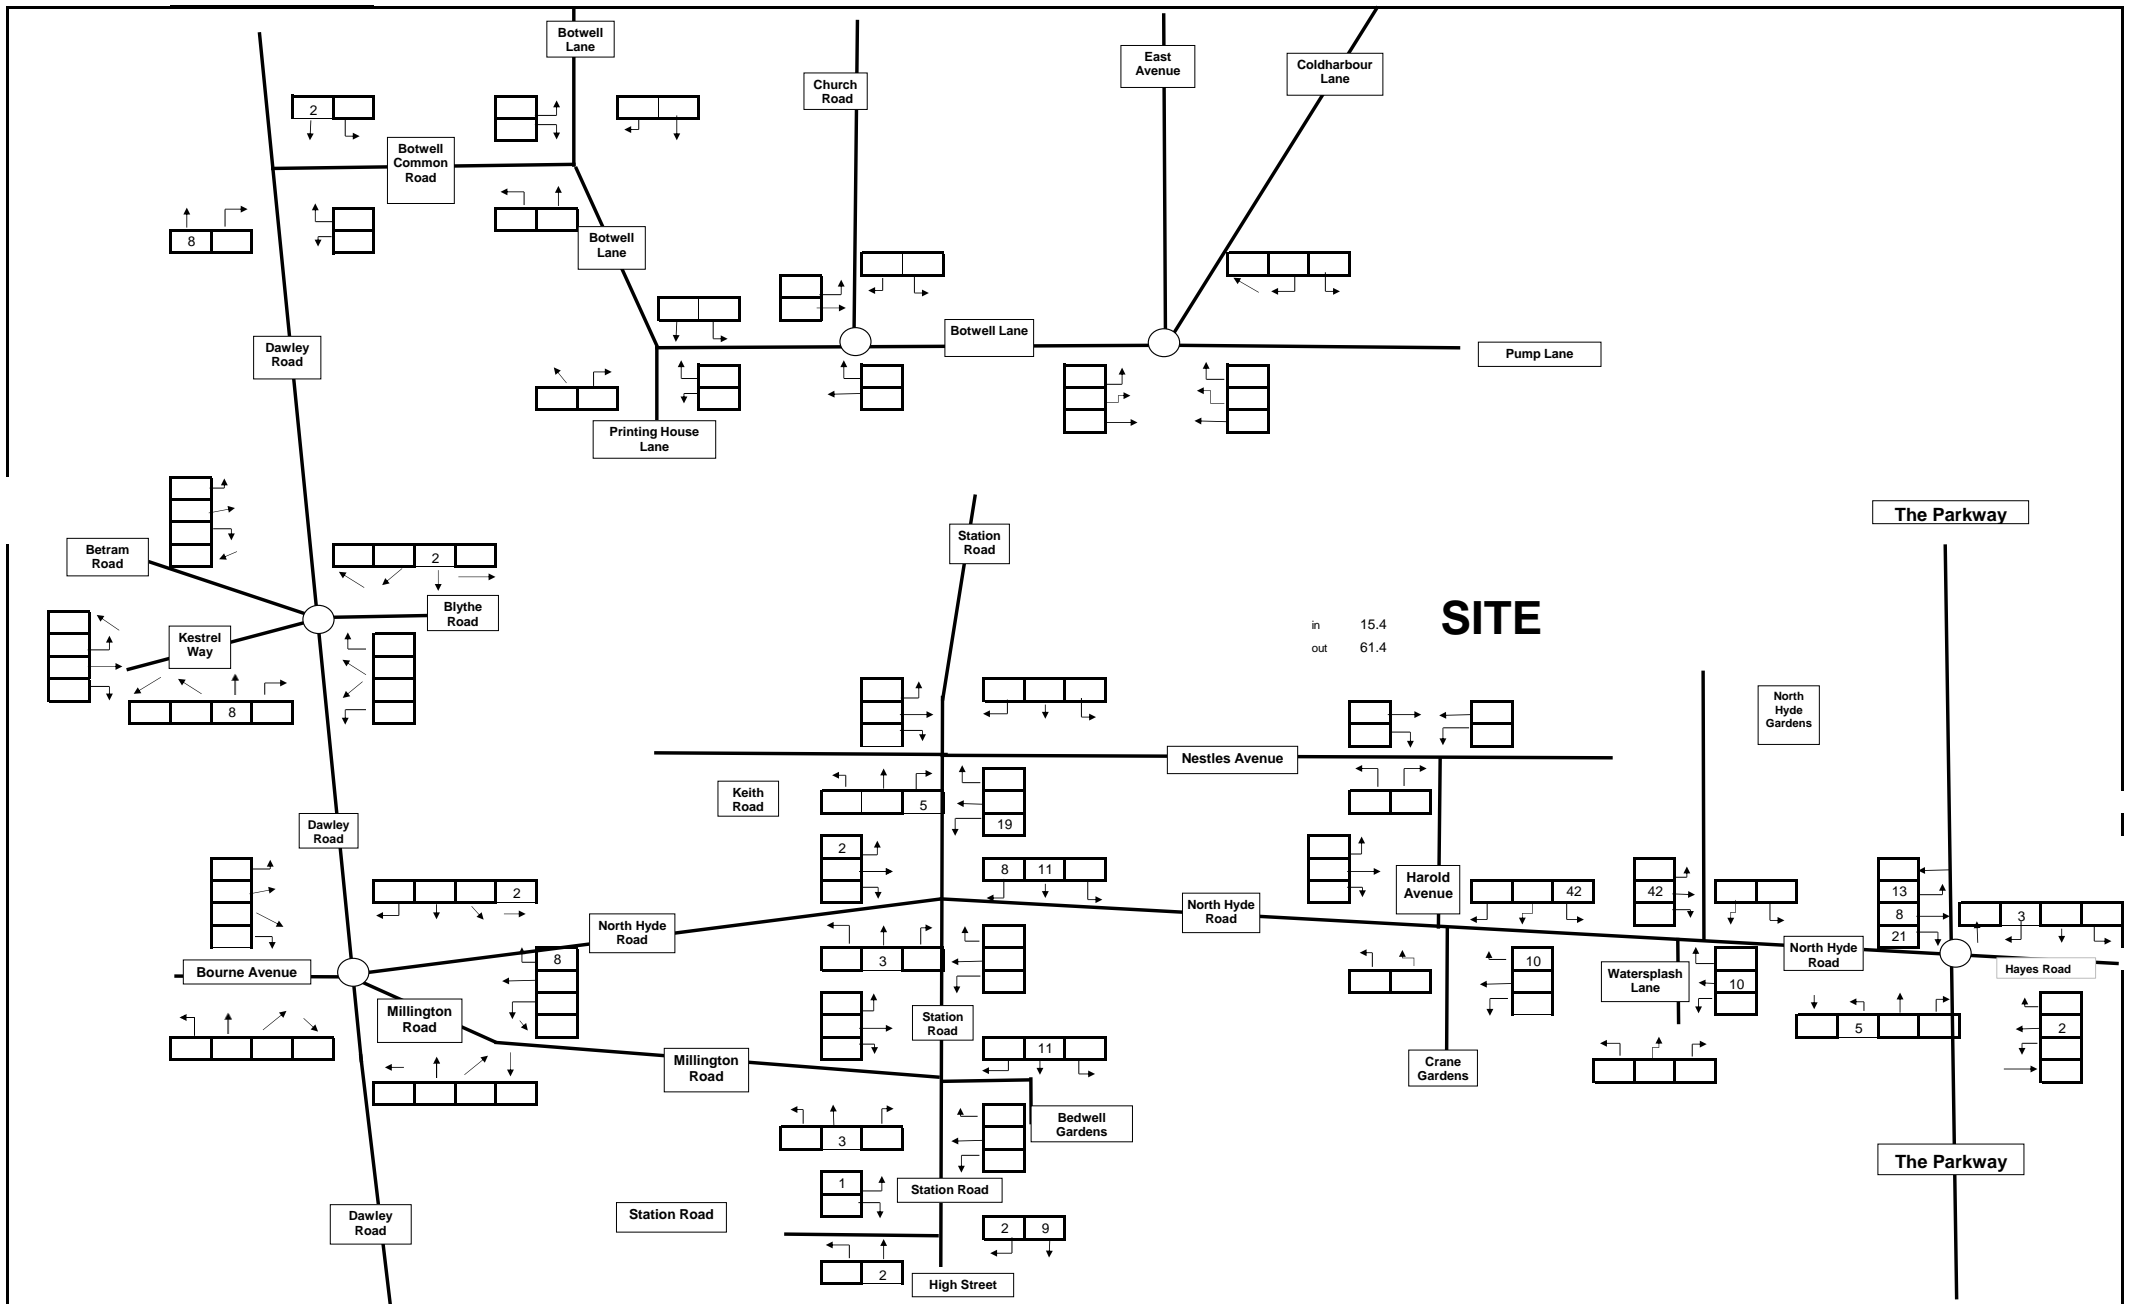 Botwell
Lane
East
Avenue
Coldharbour
Lane
Church
Road
2
Botwell
Common
Road
8
Botwell
Lane
Botwell Lane
Dawley
Road
Pump Lane
Printing House
Lane
The Parkway
Station
Road
Betram
Road
2
Blythe
Road
SITE
in 15.4
out 61.4
Kestrel
Way
8
North
Hyde
Gardens
Nestles Avenue
Keith
Road
5
19
Dawley
Road
2
8 11
Harold
Avenue
42
42
13
8
21
3
2
North Hyde
Road
North Hyde
Road
North Hyde
Road
8
3
10
10
Bourne Avenue
Watersplash
Lane
Hayes Road
Millington
Road
Station
Road
5
2
Millington
Road
11
Crane
Gardens
3
Bedwell
Gardens
The Parkway
1
Station Road
Dawley
Road
Station Road
2 9
2
High Street